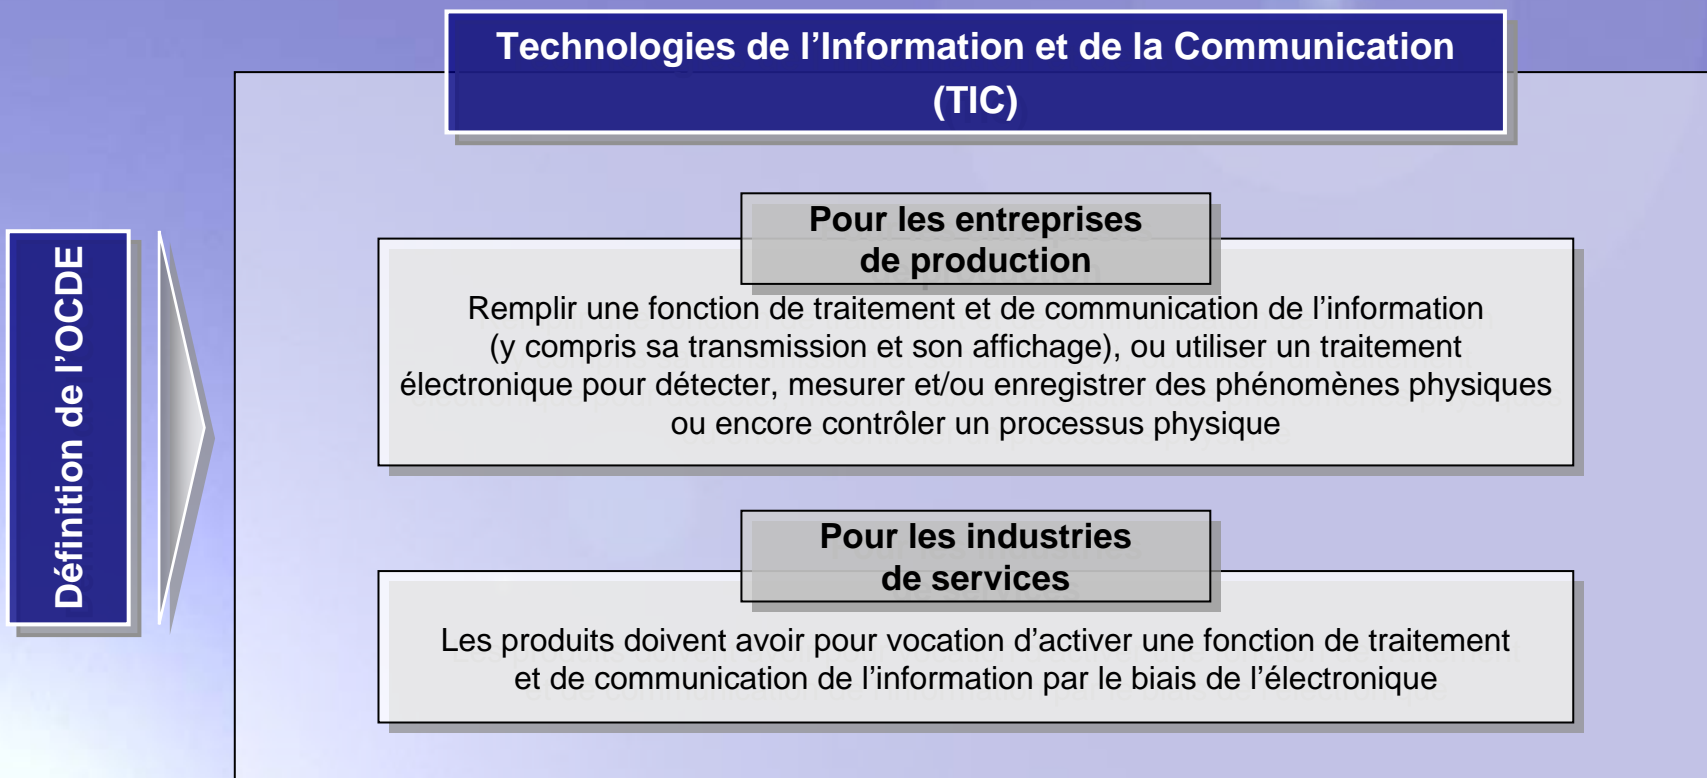 Technologies de l’Information et de la Communication
(TIC)
Définition de l’OCDE
Pour les entreprises
de production
Remplir une fonction de traitement et de communication de l’information
(y compris sa transmission et son affichage), ou utiliser un traitement
électronique pour détecter, mesurer et/ou enregistrer des phénomènes physiques
ou encore contrôler un processus physique
Pour les industries
de services
Les produits doivent avoir pour vocation d’activer une fonction de traitement
et de communication de l’information par le biais de l’électronique